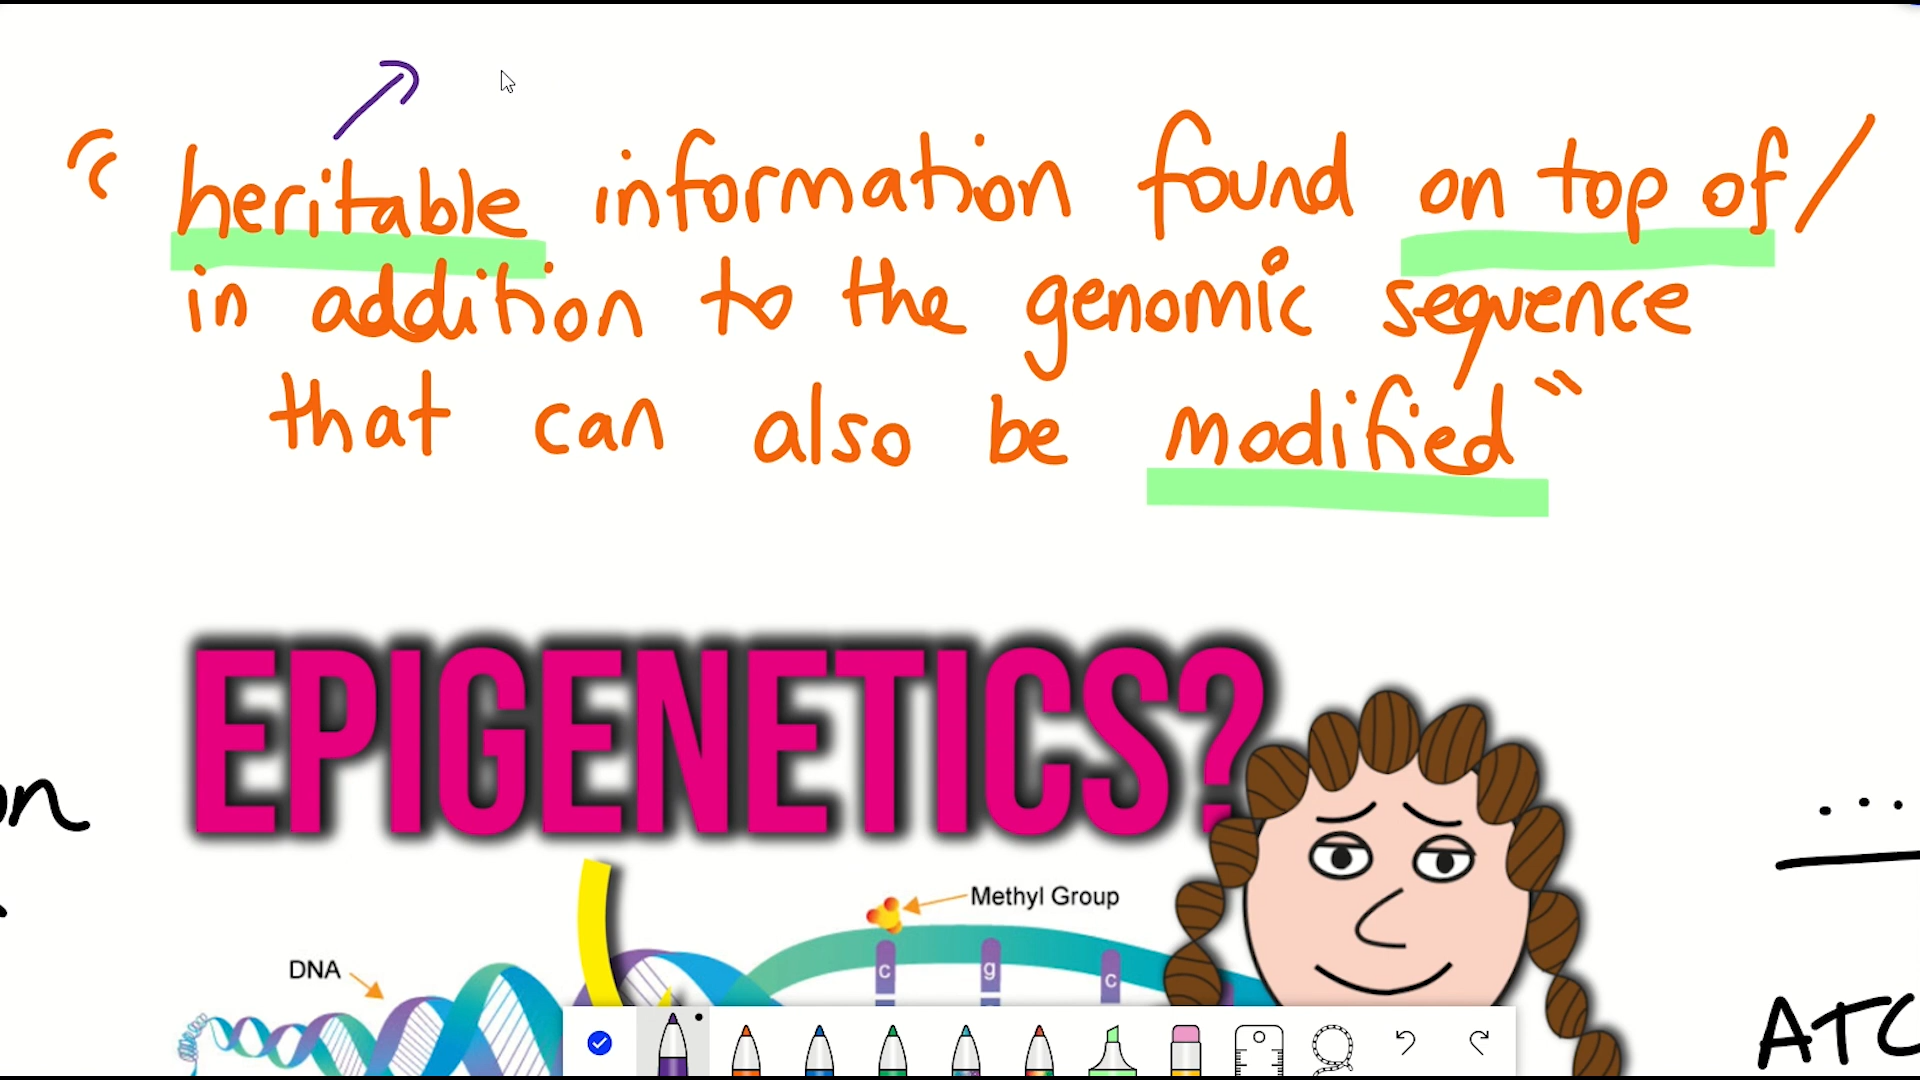 “ heritable information found on top of/
in addition to the genomic sequence
that can also be modified ”
EPIGENETICS?
on
...
Methyl Group
c g c
DNA
ATC